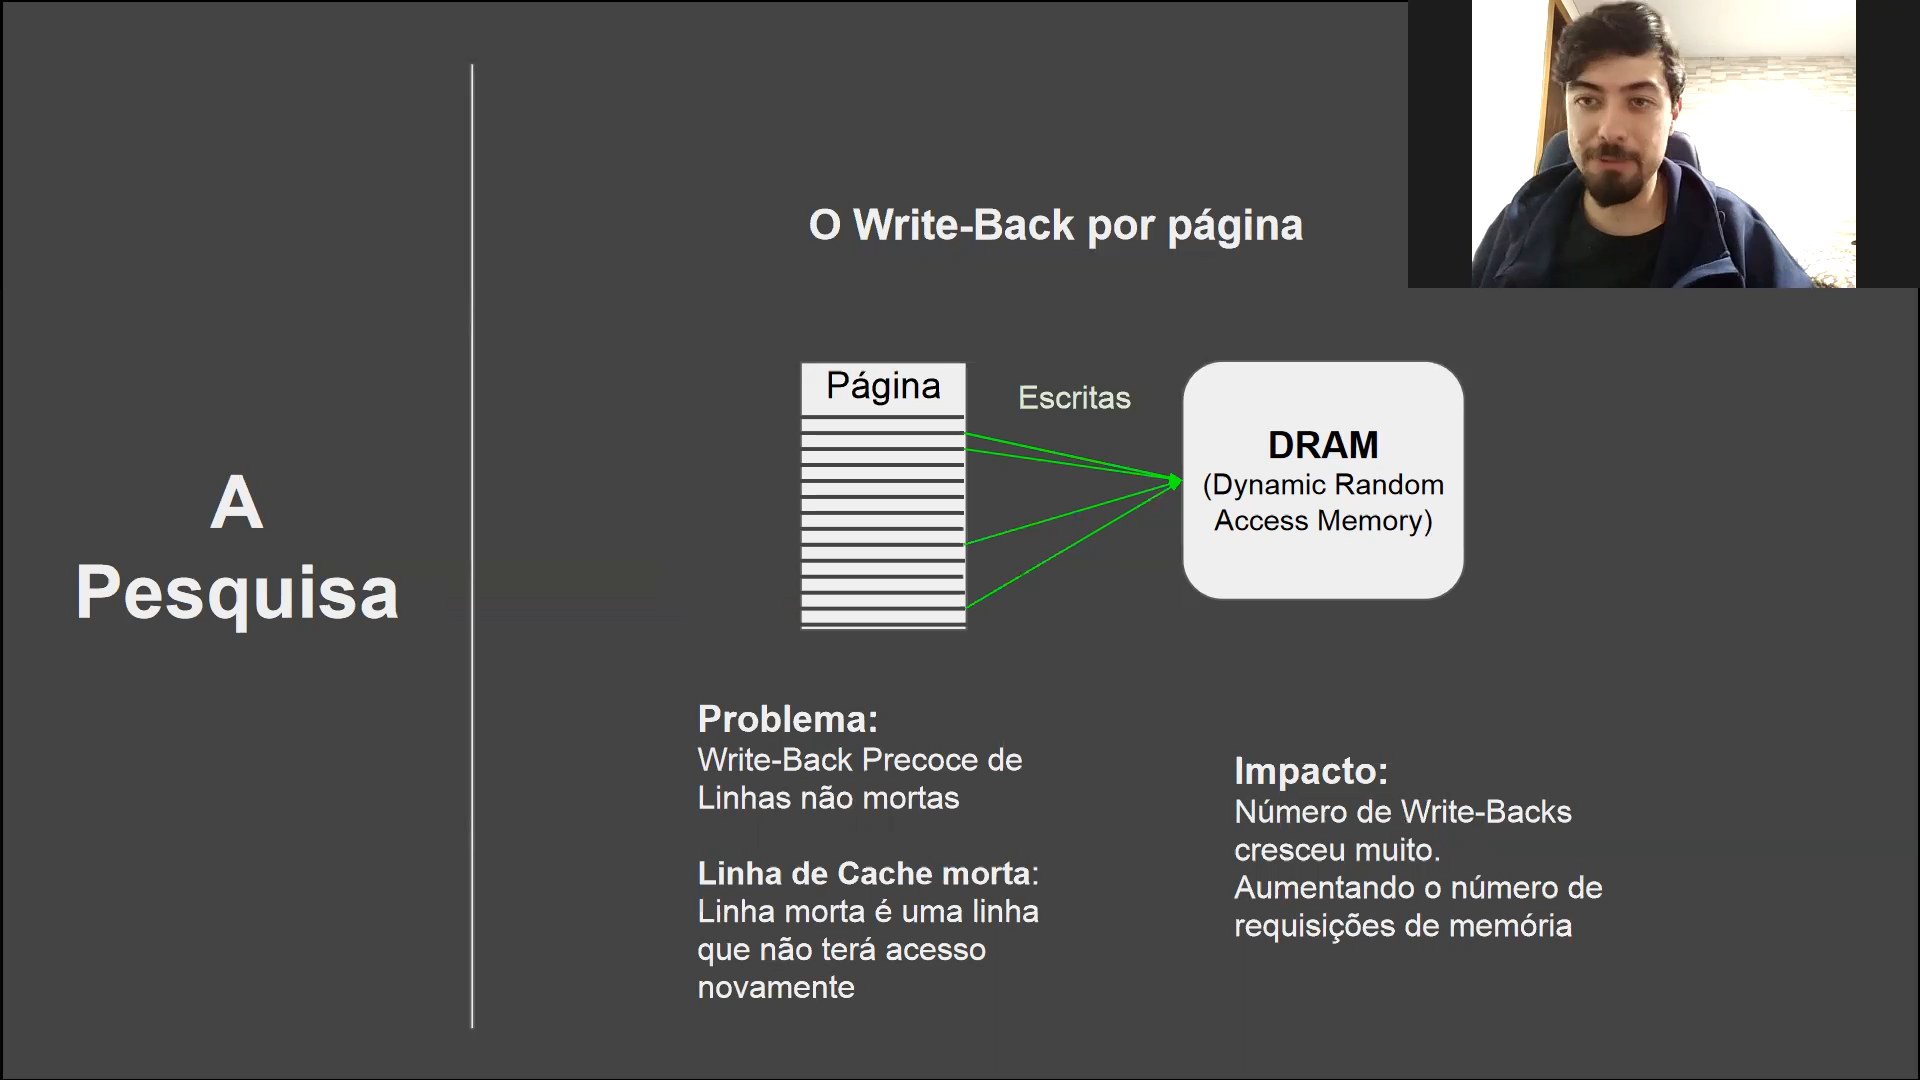 A
Pesquisa
O Write-Back por página
Página
Escritas
DRAM
(Dynamic Random
Access Memory)
Problema:
Write-Back Precoce de
Linhas não mortas
Linha de Cache morta:
Linha morta é uma linha
que não terá acesso
novamente
Impacto:
Número de Write-Backs
cresceu muito.
Aumentando o número de
requisições de memória